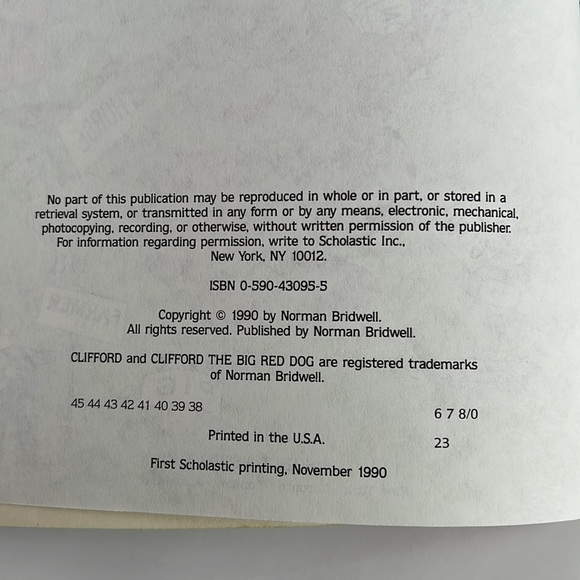 No part of this publication may be reproduced in whole or in part, or stored in a
retrieval system, or transmitted in any form or by any means, electronic, mechanical,
photocopying, recording, or otherwise, without written permission of the publisher.
For information regarding permission, write to Scholastic Inc.,
New York, NY 10012.
ISBN 0-590-43095-5
Copyright © 1990 by Norman Bridwell.
All rights reserved. Published by Norman Bridwell.
CLIFFORD and CLIFFORD THE BIG RED DOG are registered trademarks
of Norman Bridwell.
45 44 43 42 41 40 39 38 6 7 8/0
Printed in the U.S.A. 23
First Scholastic printing, November 1990